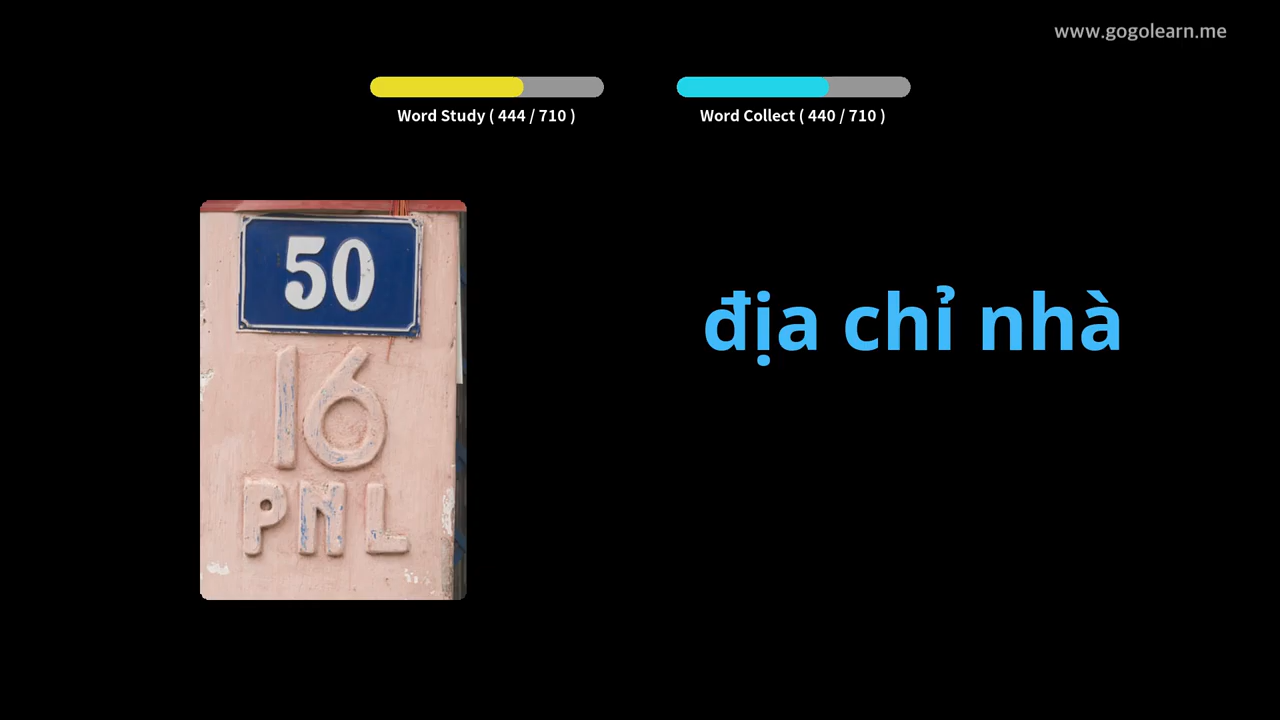 www.gogolearn.me
Word Study ( 444 / 710 )
Word Collect ( 440 / 710 )
50
16
PNL
địa chỉ nhà